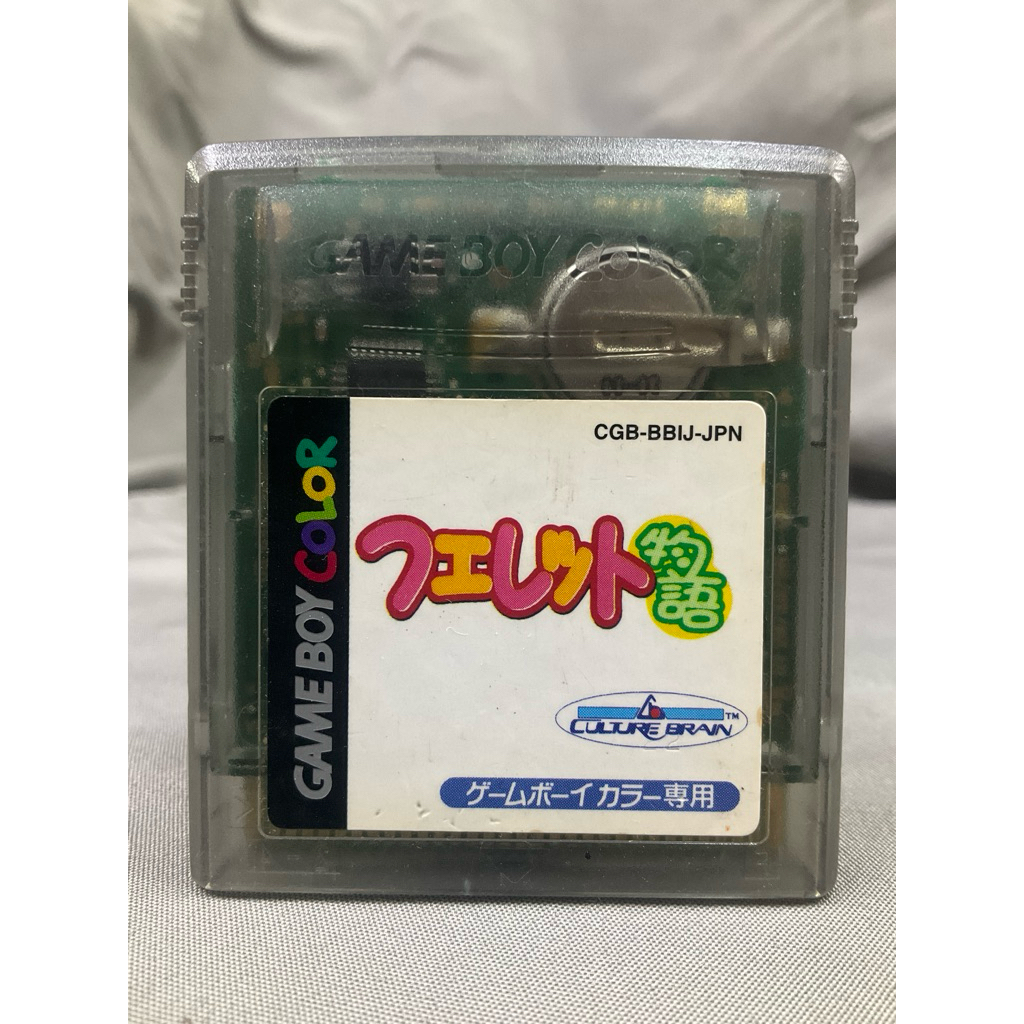 GAME BOY COLOR
CGB-BBIJ-JPN
GAME BOY COLOR
フェレット物語
CULTURE BRAIN™
ゲームボーイカラー専用